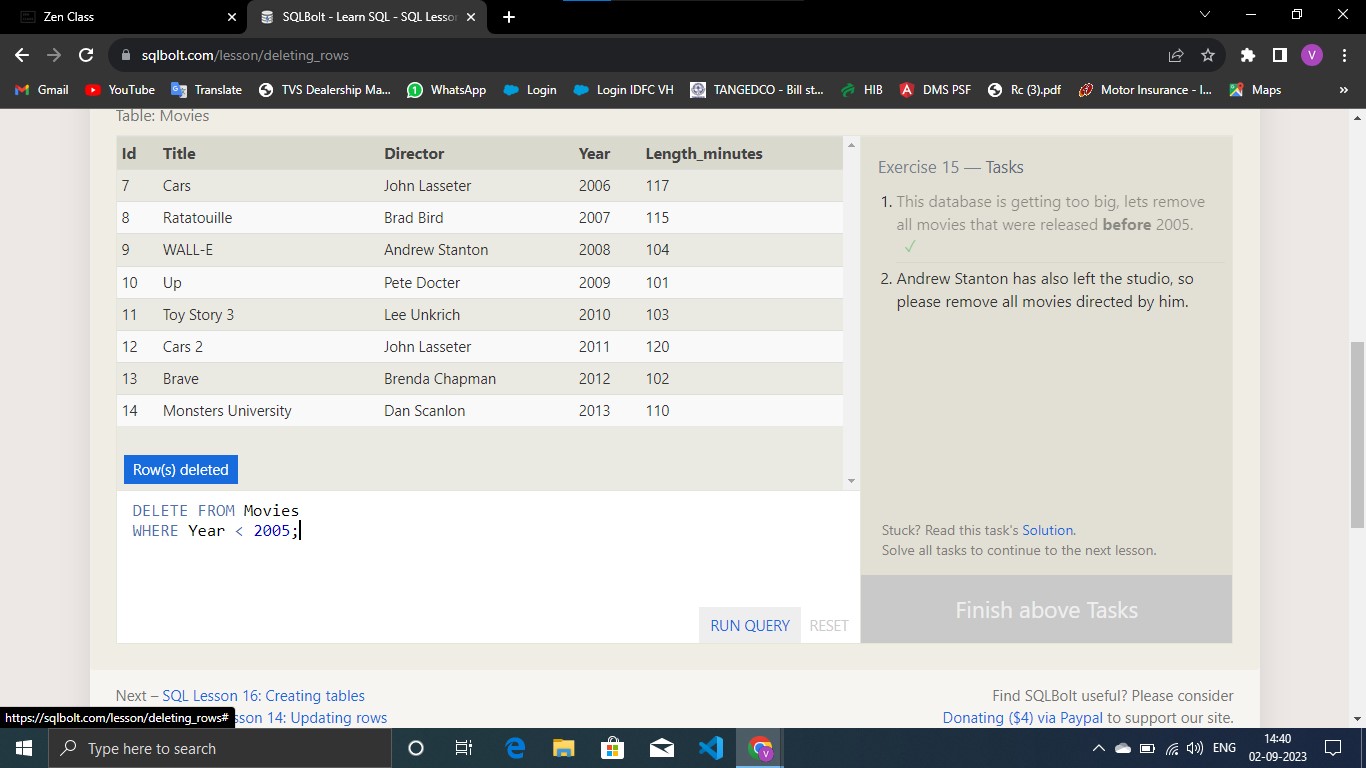 Zen Class
SQLBolt - Learn SQL - SQL Lesson
sqlbolt.com/lesson/deleting_rows
V
Gmail YouTube Translate TVS Dealership Ma... WhatsApp Login Login IDFC VH TANGEDCO - Bill st... HIB DMS PSF Rc (3).pdf Motor Insurance - I... Maps »
Table: Movies
Id Title Director Year Length_minutes
7 Cars John Lasseter 2006 117
8 Ratatouille Brad Bird 2007 115
9 WALL-E Andrew Stanton 2008 104
10 Up Pete Docter 2009 101
11 Toy Story 3 Lee Unkrich 2010 103
12 Cars 2 John Lasseter 2011 120
13 Brave Brenda Chapman 2012 102
14 Monsters University Dan Scanlon 2013 110
Row(s) deleted
DELETE FROM Movies
WHERE Year < 2005;
RUN QUERY RESET
Exercise 15 — Tasks
1. This database is getting too big, lets remove
all movies that were released before 2005.
✓
2. Andrew Stanton has also left the studio, so
please remove all movies directed by him.
Stuck? Read this task's Solution.
Solve all tasks to continue to the next lesson.
Finish above Tasks
Next – SQL Lesson 16: Creating tables
sson 14: Updating rows
Find SQLBolt useful? Please consider
Donating ($4) via Paypal to support our site.
https://sqlbolt.com/lesson/deleting_rows#
Type here to search
ENG
14:40
02-09-2023